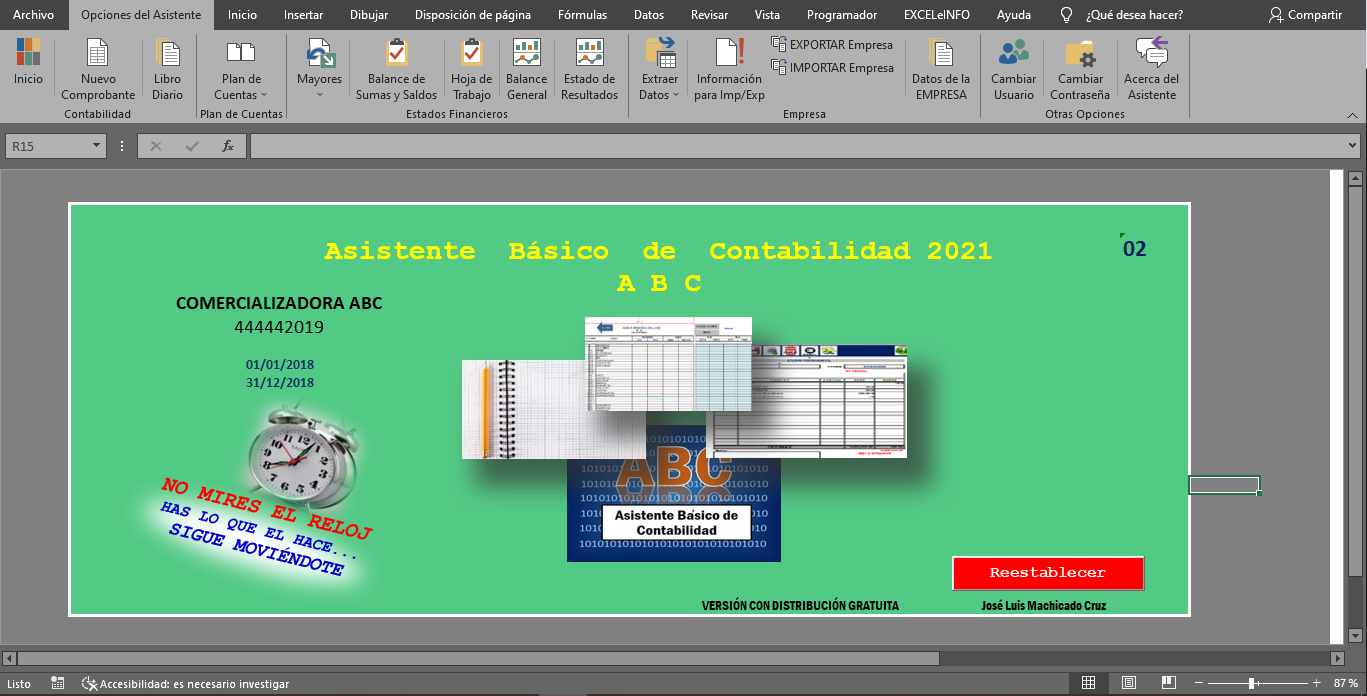 Archivo Opciones del Asistente Inicio Insertar Dibujar Disposición de página Fórmulas Datos Revisar Vista Programador EXCELeINFO Ayuda ¿Qué desea hacer? Compartir
Inicio
Nuevo
Comprobante
Libro
Diario
Contabilidad
Plan de
Cuentas
Plan de Cuentas
Mayores
Balance de
Sumas y Saldos
Hoja de
Trabajo
Balance
General
Estado de
Resultados
Estados Financieros
Extraer
Datos
Información
para Imp/Exp
EXPORTAR Empresa
IMPORTAR Empresa
Datos de la
EMPRESA
Empresa
Cambiar
Usuario
Cambiar
Contraseña
Acerca del
Asistente
Otras Opciones
R15
fx
Asistente Básico de Contabilidad 2021
A B C
02
COMERCIALIZADORA ABC
444442019
01/01/2018
31/12/2018
NO MIRES EL RELOJ
HAS LO QUE EL HACE...
SIGUE MOVIÉNDOTE
ABC
Asistente Básico de
Contabilidad
Reestablecer
VERSIÓN CON DISTRIBUCIÓN GRATUITA
José Luis Machicado Cruz
Listo
Accesibilidad: es necesario investigar
87 %